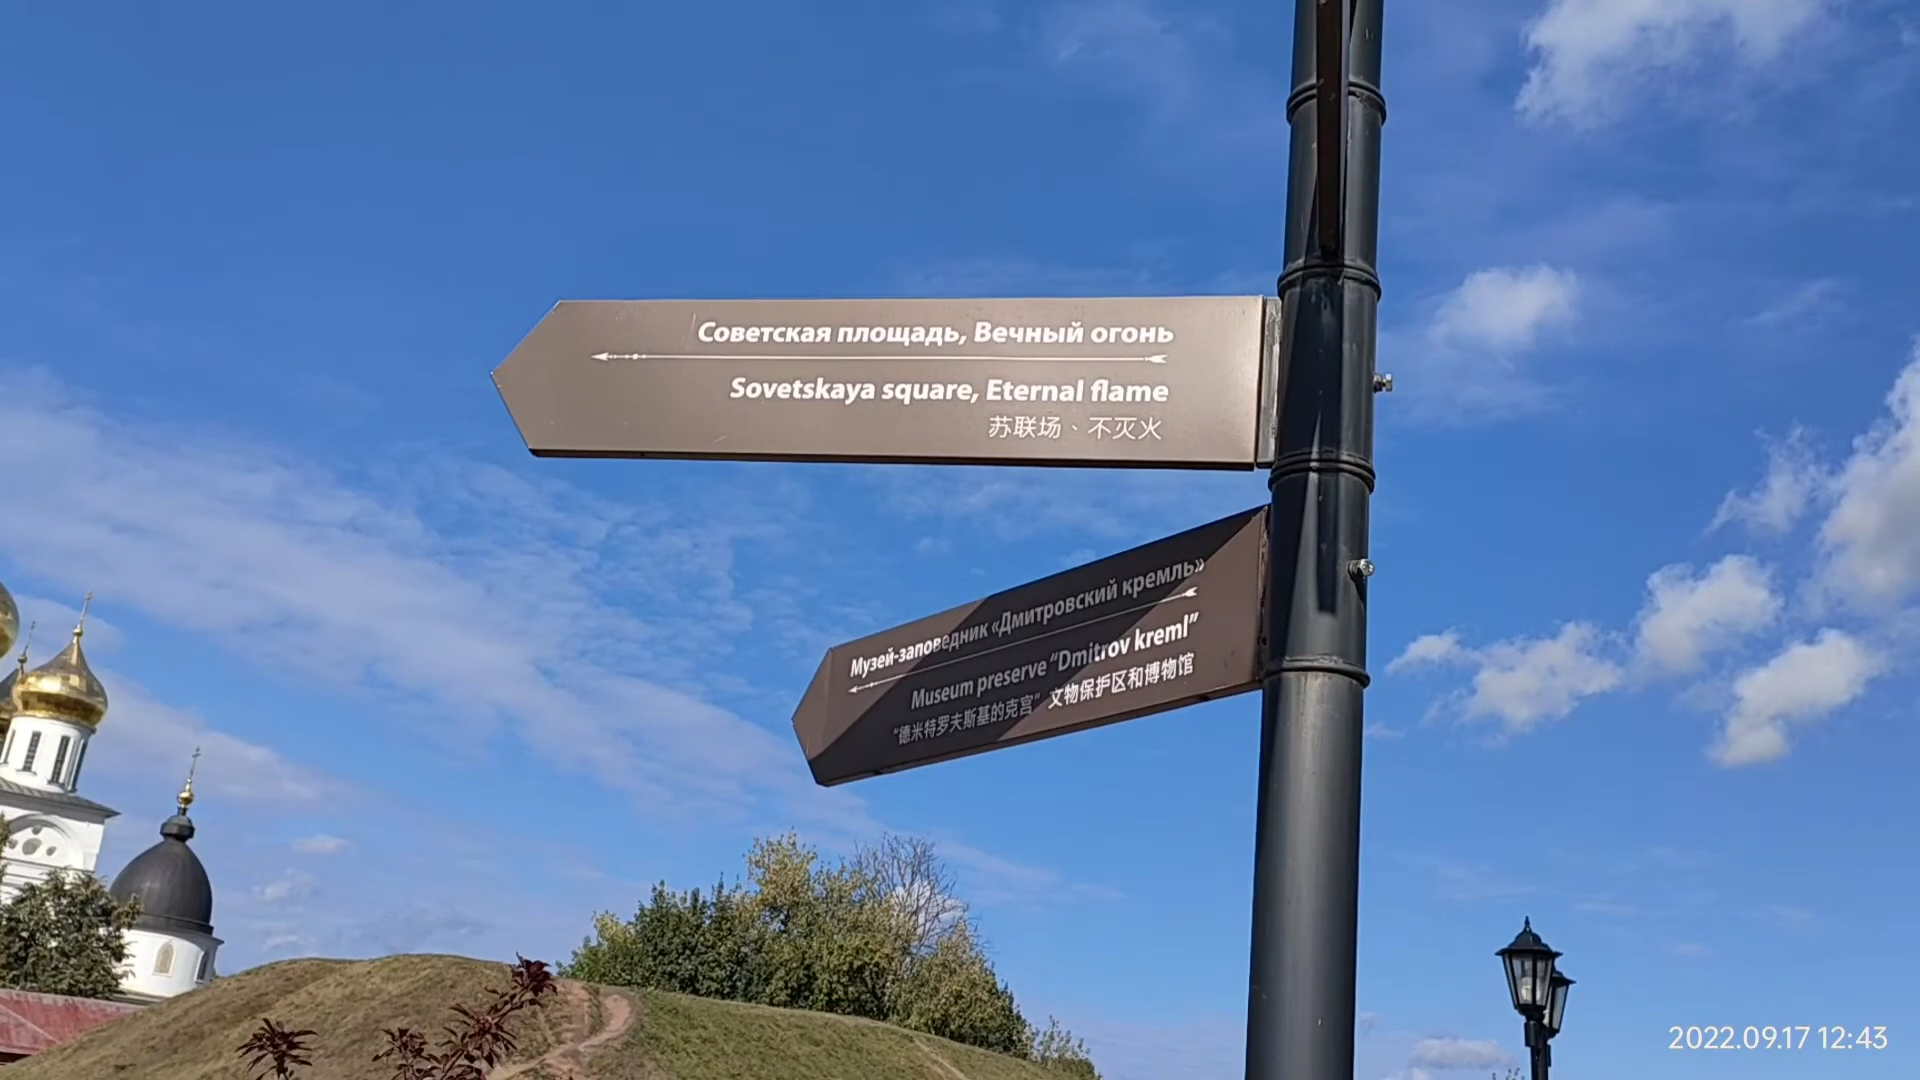 Советская площадь, Вечный огонь
Sovetskaya square, Eternal flame
苏联场、不灭火
Музей-заповедник «Дмитровский кремль»
Museum preserve “Dmitrov kreml”
“德米特罗夫斯基的克宫” 文物保护区和博物馆
2022.09.17 12:43